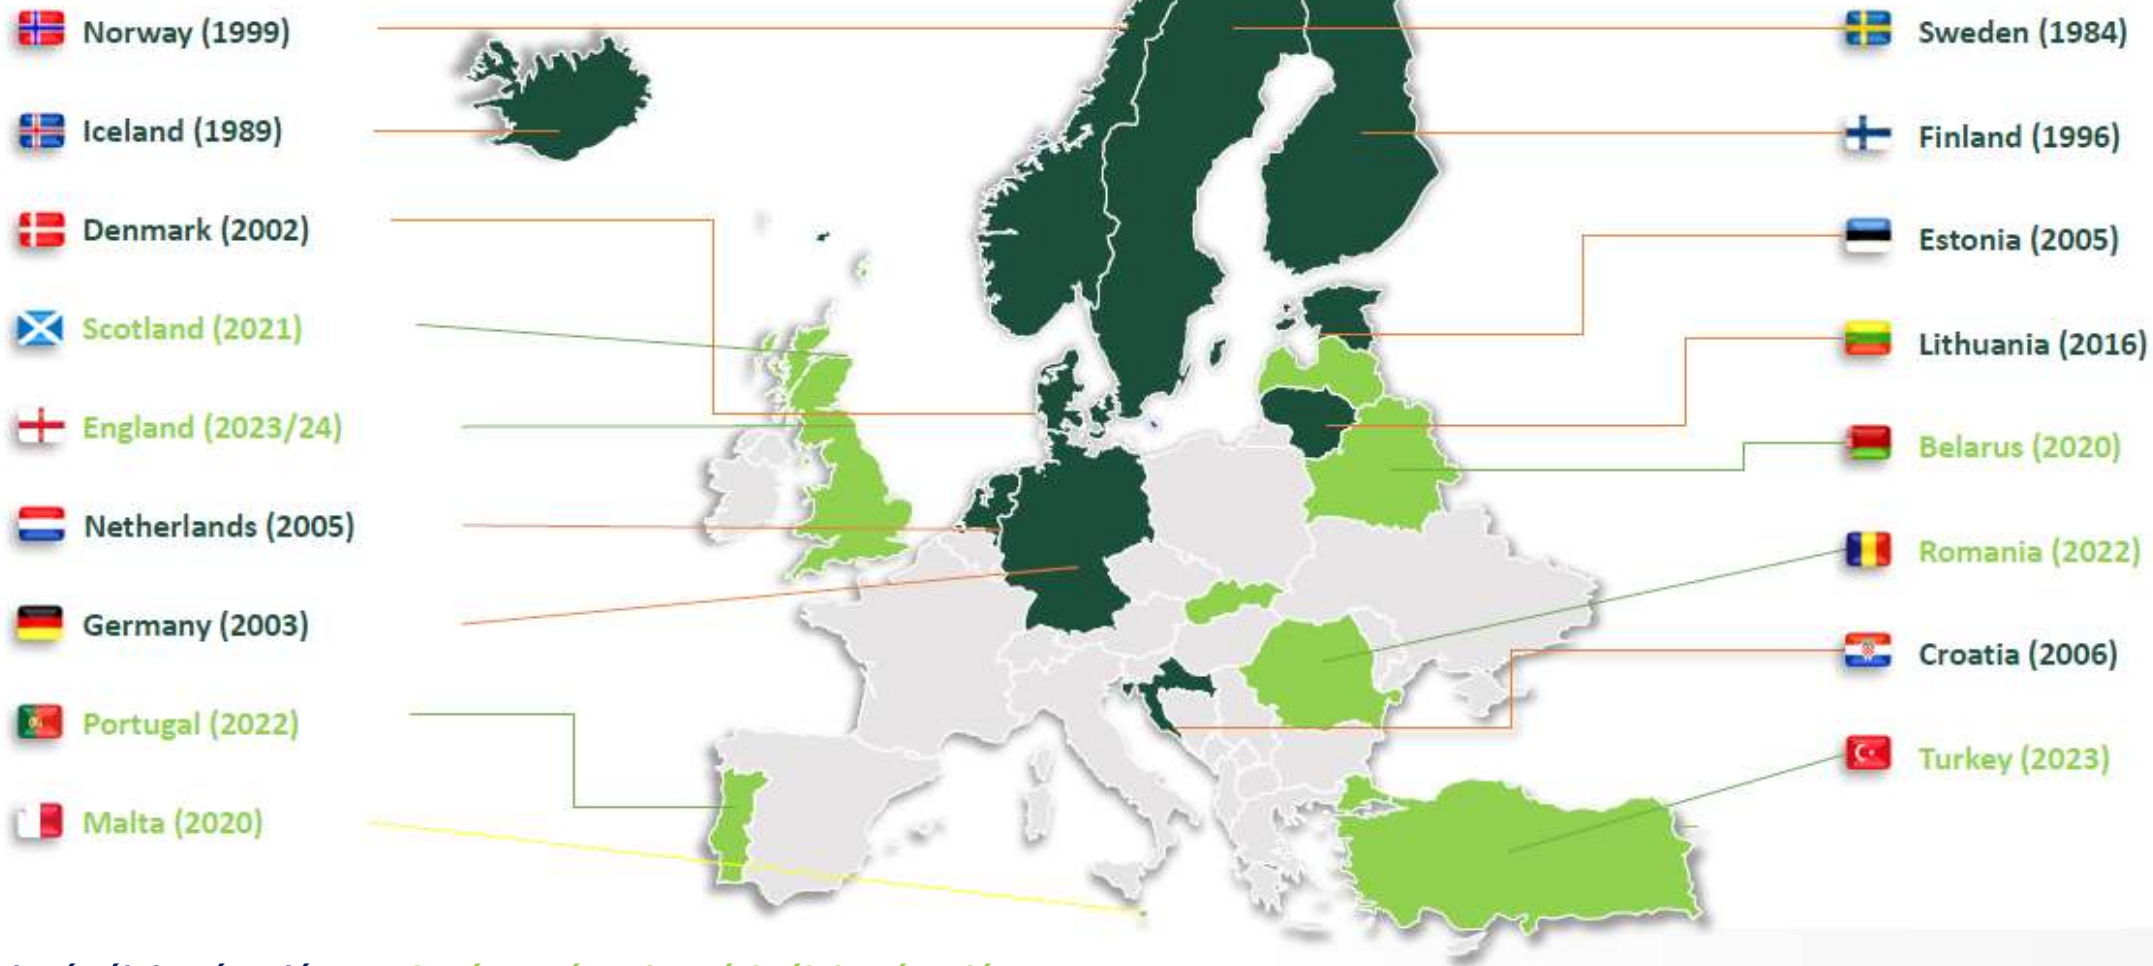 Norway (1999)
Iceland (1989)
Denmark (2002)
Scotland (2021)
England (2023/24)
Netherlands (2005)
Germany (2003)
Portugal (2022)
Malta (2020)
Sweden (1984)
Finland (1996)
Estonia (2005)
Lithuania (2016)
Belarus (2020)
Romania (2022)
Croatia (2006)
Turkey (2023)